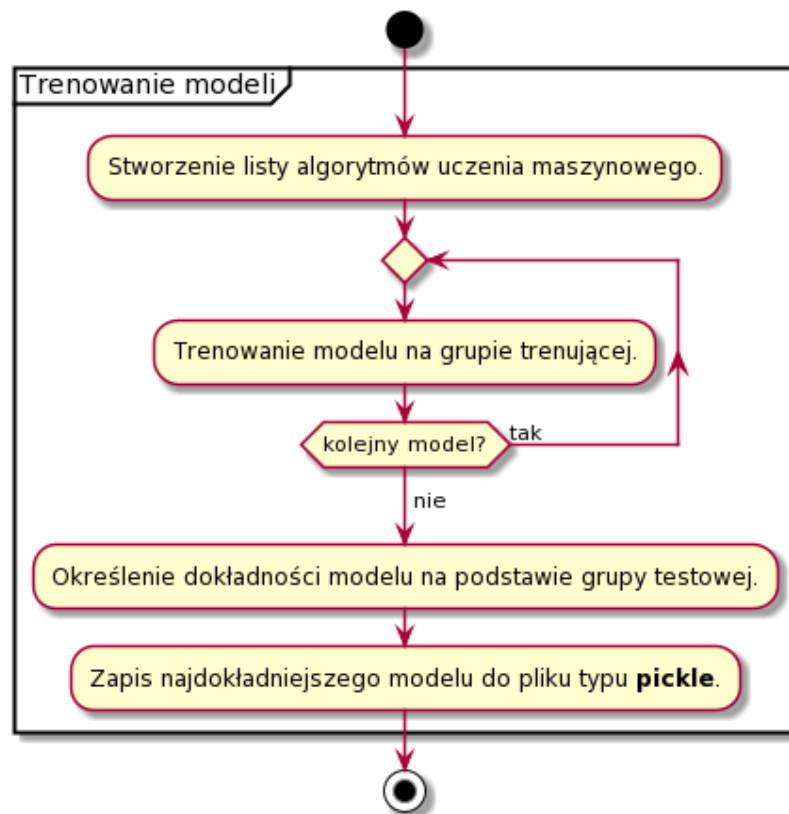 Trenowanie modeli
Stworzenie listy algorytmów uczenia maszynowego.
Trenowanie modelu na grupie trenującej.
kolejny model?
tak
nie
Określenie dokładności modelu na podstawie grupy testowej.
Zapis najdokładniejszego modelu do pliku typu pickle.